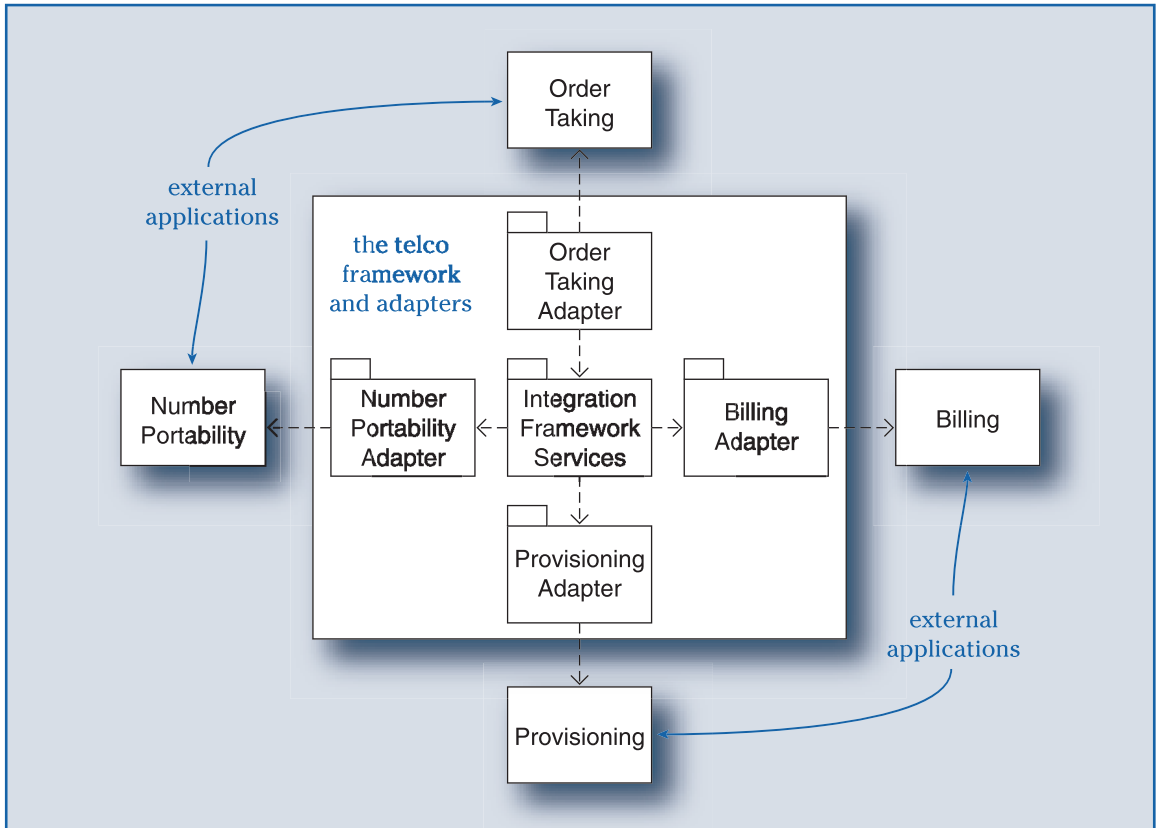 Order
Taking
external
applications
the telco
framework
and adapters
Order
Taking
Adapter
Number
Portability
Number
Portability
Adapter
Integration
Framework
Services
Billing
Adapter
Billing
Provisioning
Adapter
external
applications
Provisioning